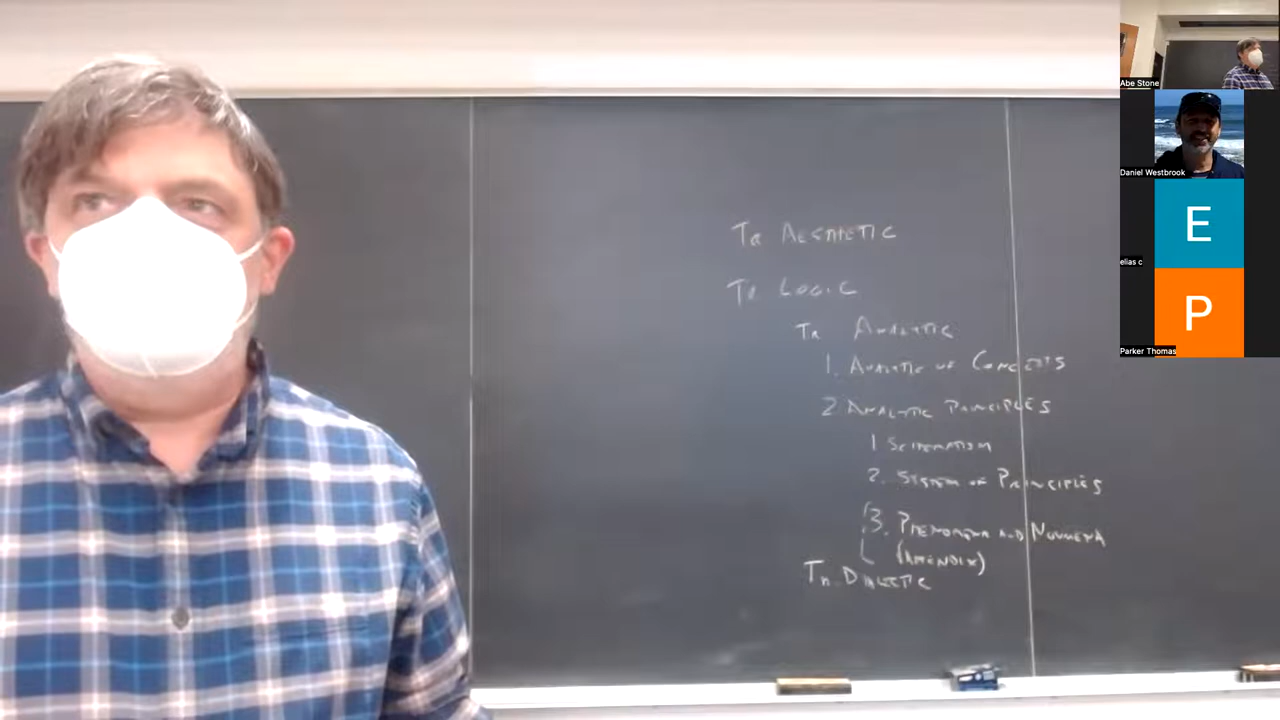 Tr AESTHETIC
Tr LOGIC
Tr ANALYTIC
1. ANALYTIC OF CONCEPTS
2 ANALYTIC PRINCIPLES
1 SCHEMATISM
2. SYSTEM OF PRINCIPLES
3. PHENOMENA AND NOUMENA
(APPENDIX)
Tr. DIALECTIC
Abe Stone
Daniel Westbrook
E
elias c
P
Parker Thomas